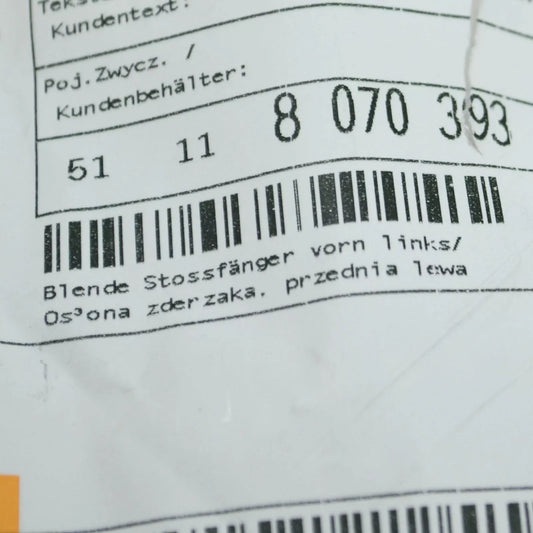 Kundentext:
Poj.Zwycz. /
Kundenbehälter:
51 11 8 070 393
Blende Stossfänger vorn links/
Os³ona zderzaka. przednia lewa